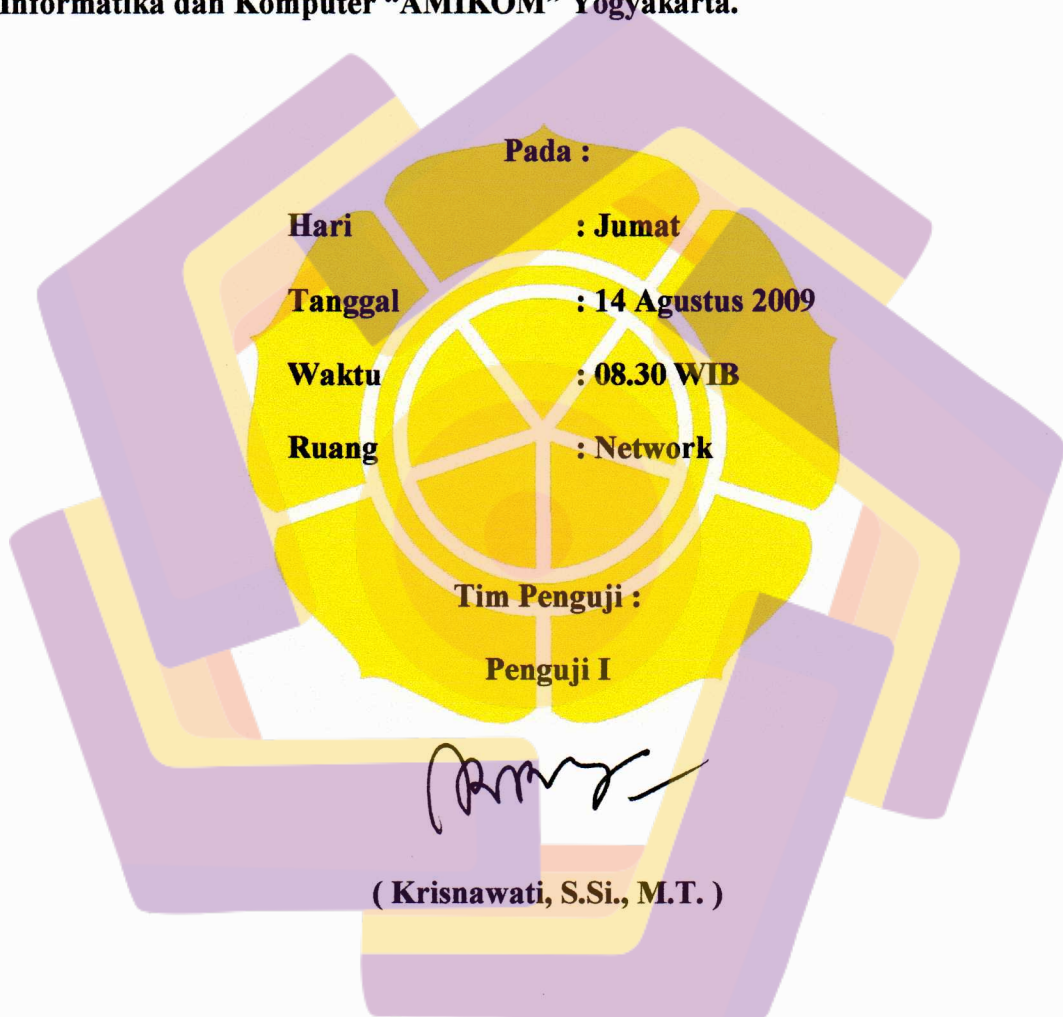 Informatika dan Komputer “AMIKOM” Yogyakarta.
Pada :
Hari : Jumat
Tanggal : 14 Agustus 2009
Waktu : 08.30 WIB
Ruang : Network
Tim Penguji :
Penguji I
( Krisnawati, S.Si., M.T. )